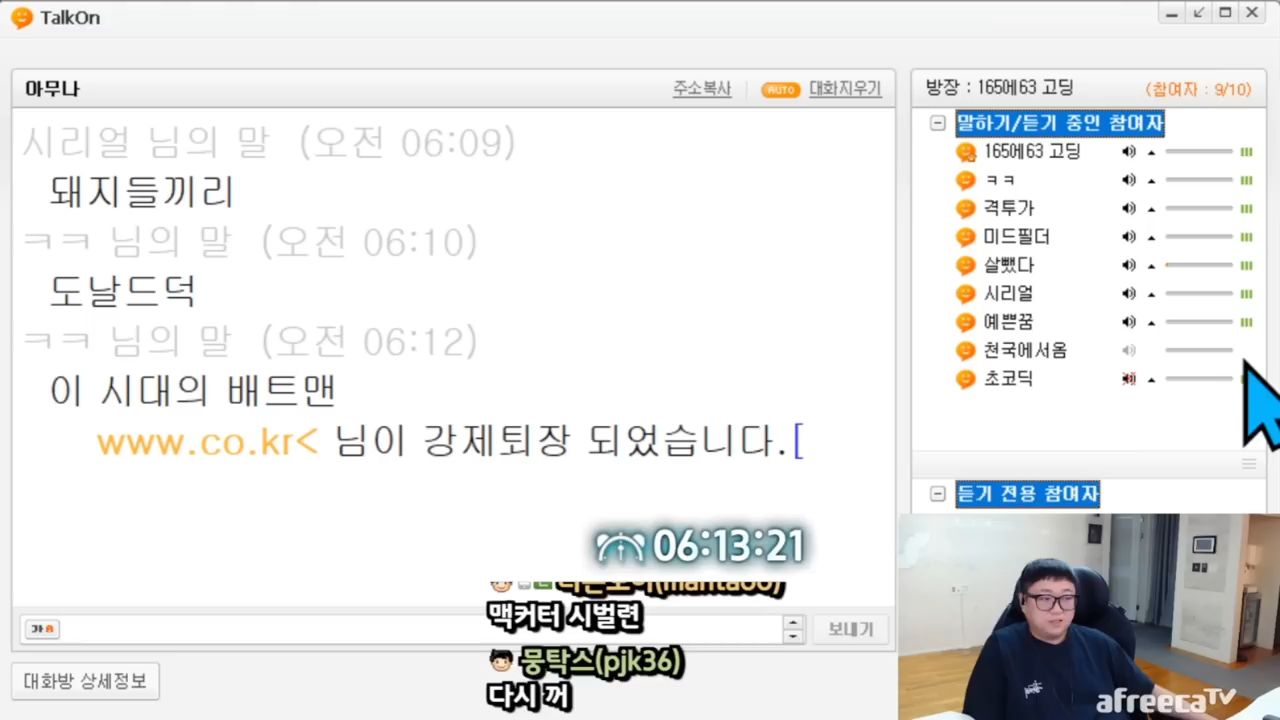 TalkOn
아무나
주소복사
AUTO 대화지우기
시리얼 님의 말 (오전 06:09)
돼지들끼리
ㅋㅋ 님의 말 (오전 06:10)
도날드덕
ㅋㅋ 님의 말 (오전 06:12)
이 시대의 배트맨
www.co.kr< 님이 강제퇴장 되었습니다.[
06:13:21
맥커터 시벌련
뭉탁스(pjk36)
다시 꺼
가
보내기
대화방 상세정보
방장 : 165에63 고딩
(참여자 : 9/10)
말하기/듣기 중인 참여자
165에63 고딩
ㅋㅋ
격투가
미드필더
살뺐다
시리얼
예쁜꿈
천국에서옴
초코딕
듣기 전용 참여자
afreecaTV